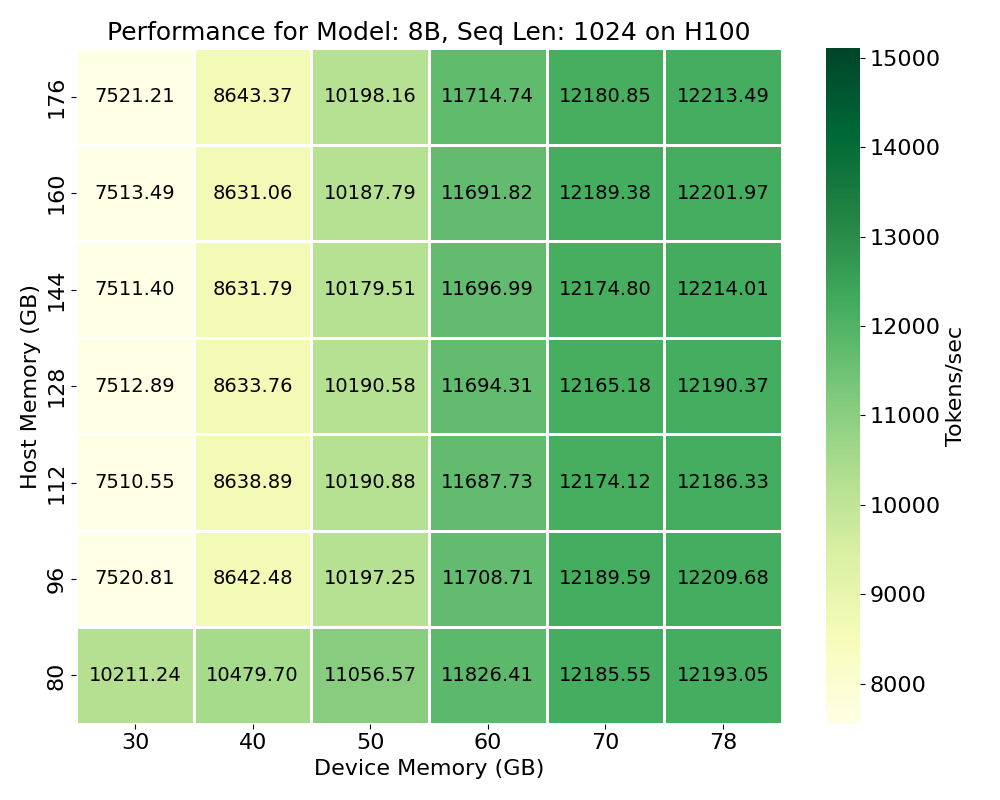 Performance for Model: 8B, Seq Len: 1024 on H100
176 7521.21 8643.37 10198.16 11714.74 12180.85 12213.49
160 7513.49 8631.06 10187.79 11691.82 12189.38 12201.97
144 7511.40 8631.79 10179.51 11696.99 12174.80 12214.01
128 7512.89 8633.76 10190.58 11694.31 12165.18 12190.37
112 7510.55 8638.89 10190.88 11687.73 12174.12 12186.33
96 7520.81 8642.48 10197.25 11708.71 12189.59 12209.68
80 10211.24 10479.70 11056.57 11826.41 12185.55 12193.05
30 40 50 60 70 78
Device Memory (GB)
Host Memory (GB)
15000
14000
13000
12000
11000
10000
9000
8000
Tokens/sec